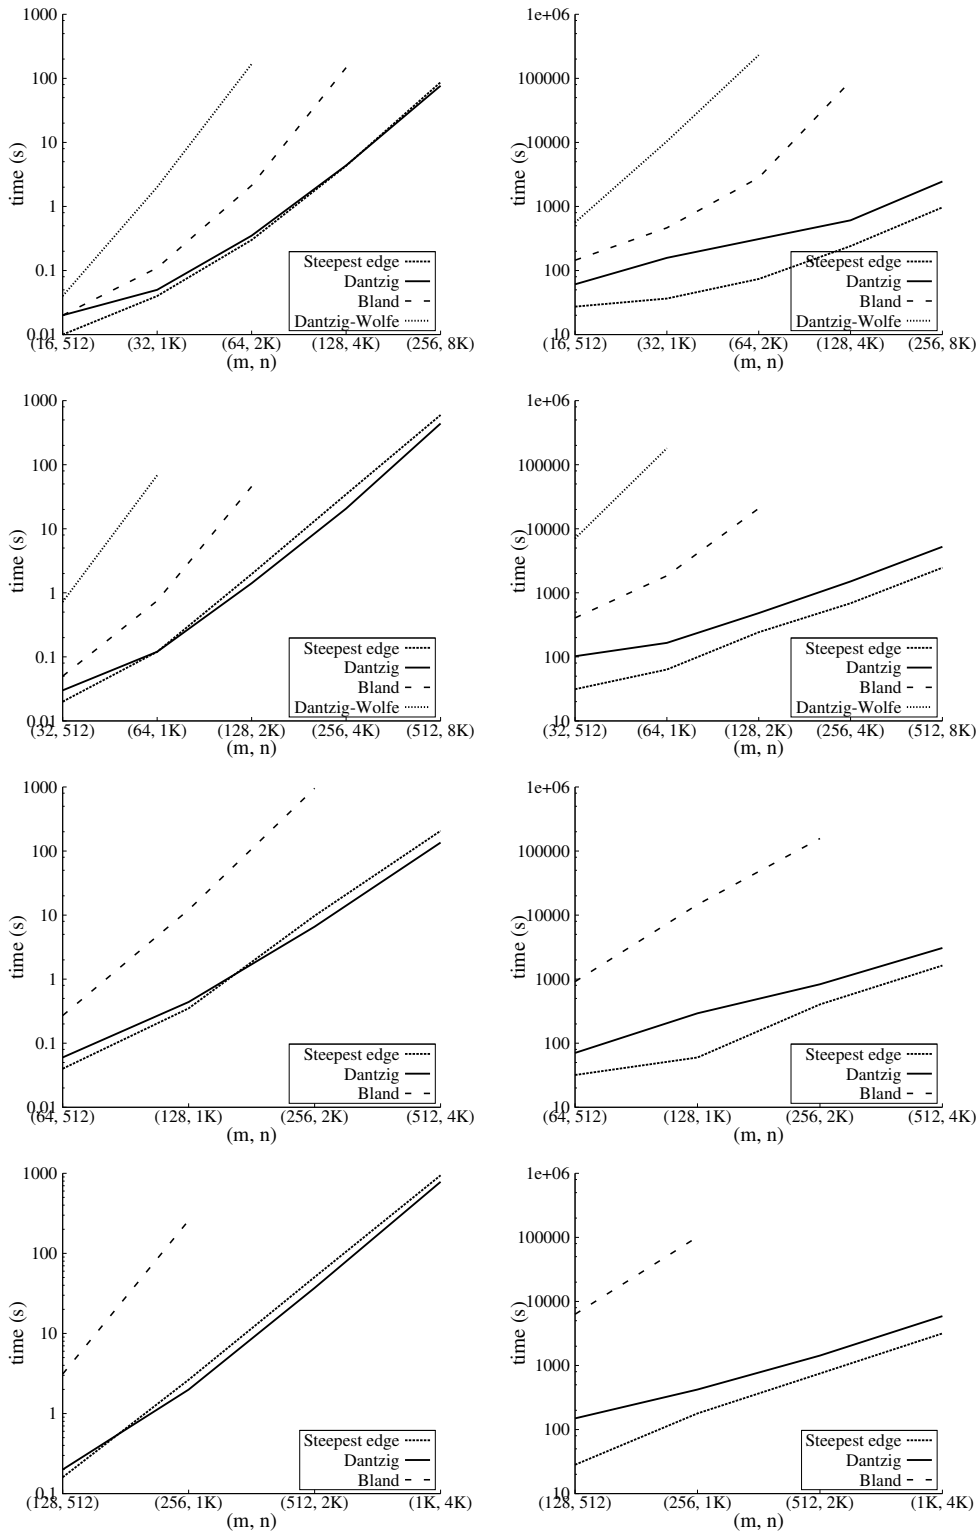 1000
100
10
1
0.1
0.01
time (s)
Steepest edge
Dantzig
Bland
Dantzig-Wolfe
(16, 512) (32, 1K) (64, 2K) (128, 4K) (256, 8K)
(m, n)
1e+06
100000
10000
1000
100
10
time (s)
Steepest edge
Dantzig
Bland
Dantzig-Wolfe
(16, 512) (32, 1K) (64, 2K) (128, 4K) (256, 8K)
(m, n)
1000
100
10
1
0.1
0.01
time (s)
Steepest edge
Dantzig
Bland
Dantzig-Wolfe
(32, 512) (64, 1K) (128, 2K) (256, 4K) (512, 8K)
(m, n)
1e+06
100000
10000
1000
100
10
time (s)
Steepest edge
Dantzig
Bland
Dantzig-Wolfe
(32, 512) (64, 1K) (128, 2K) (256, 4K) (512, 8K)
(m, n)
1000
100
10
1
0.1
0.01
time (s)
Steepest edge
Dantzig
Bland
(64, 512) (128, 1K) (256, 2K) (512, 4K)
(m, n)
1e+06
100000
10000
1000
100
10
time (s)
Steepest edge
Dantzig
Bland
(64, 512) (128, 1K) (256, 2K) (512, 4K)
(m, n)
1000
100
10
1
0.1
time (s)
Steepest edge
Dantzig
Bland
(128, 512) (256, 1K) (512, 2K) (1K, 4K)
(m, n)
1e+06
100000
10000
1000
100
10
time (s)
Steepest edge
Dantzig
Bland
(128, 512) (256, 1K) (512, 2K) (1K, 4K)
(m, n)